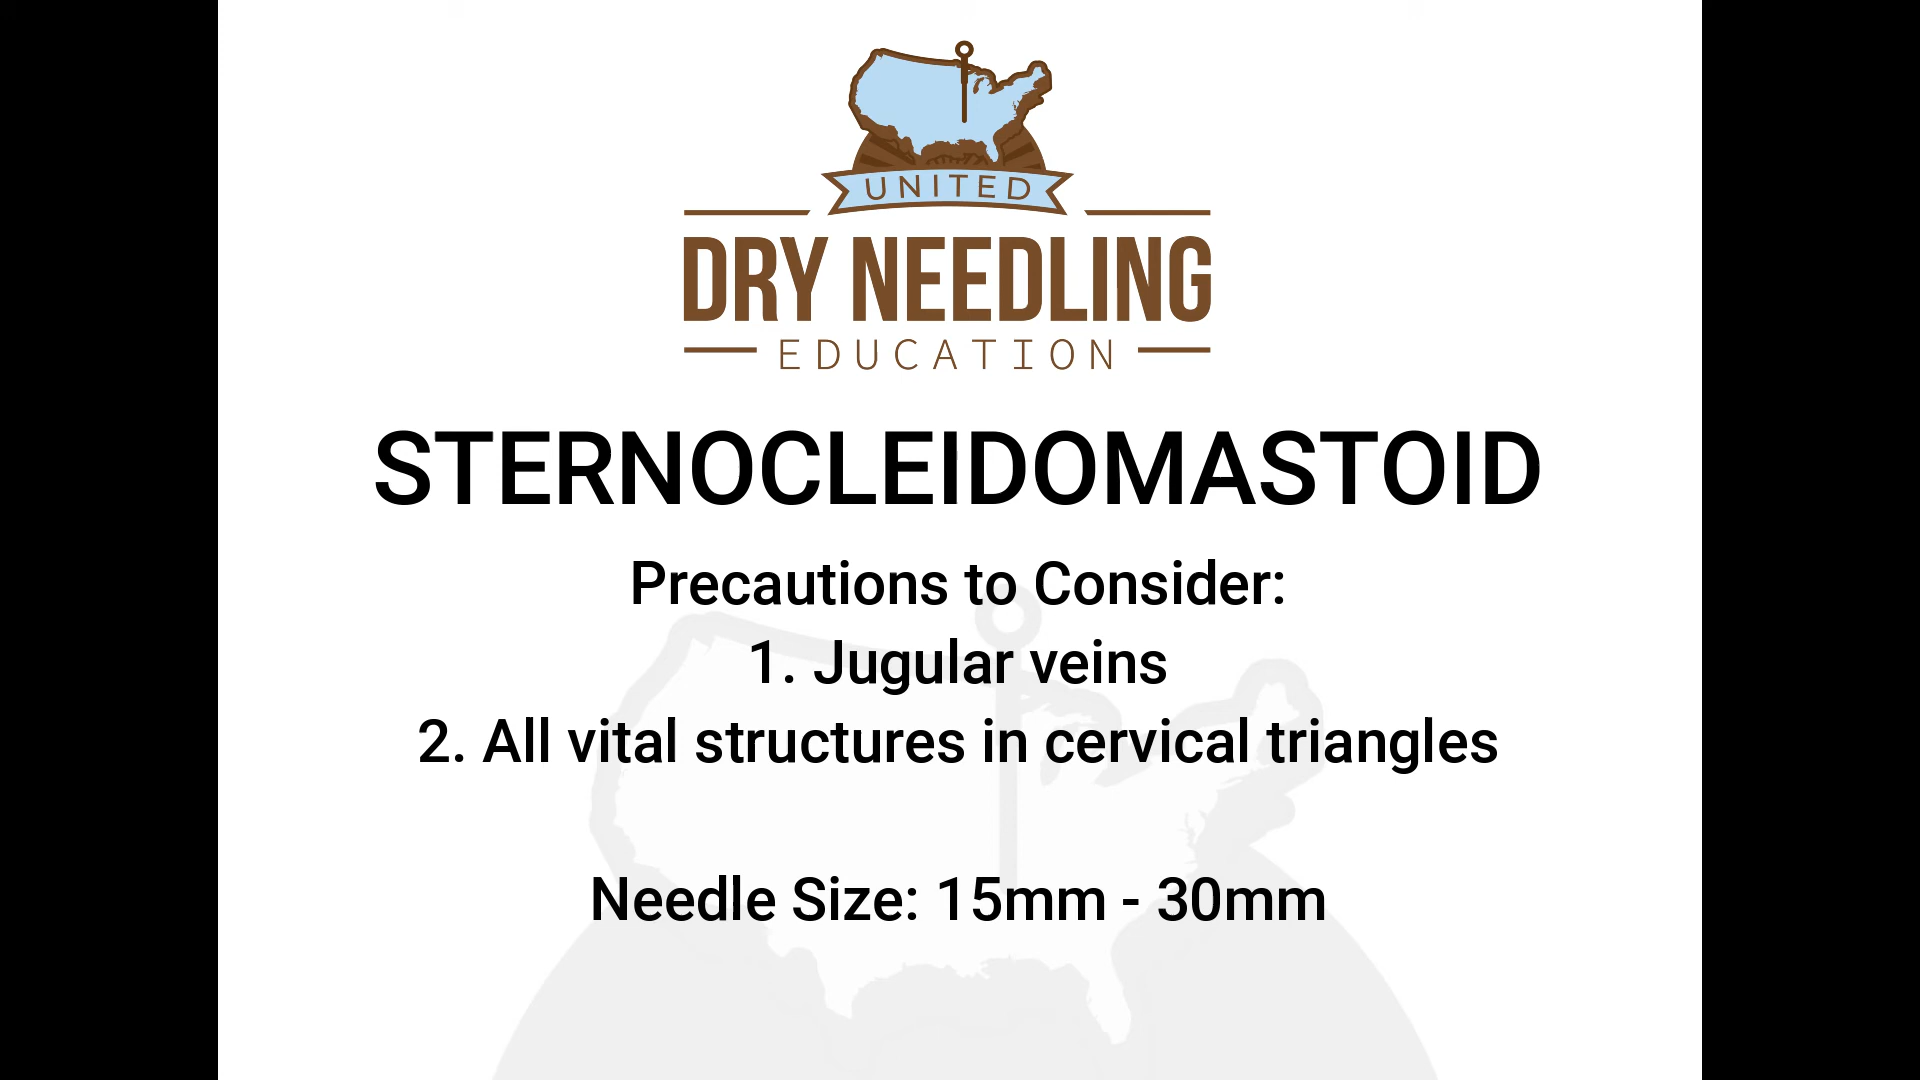 UNITED
DRY NEEDLING
EDUCATION
STERNOCLEIDOMASTOID
Precautions to Consider:
1. Jugular veins
2. All vital structures in cervical triangles
Needle Size: 15mm - 30mm